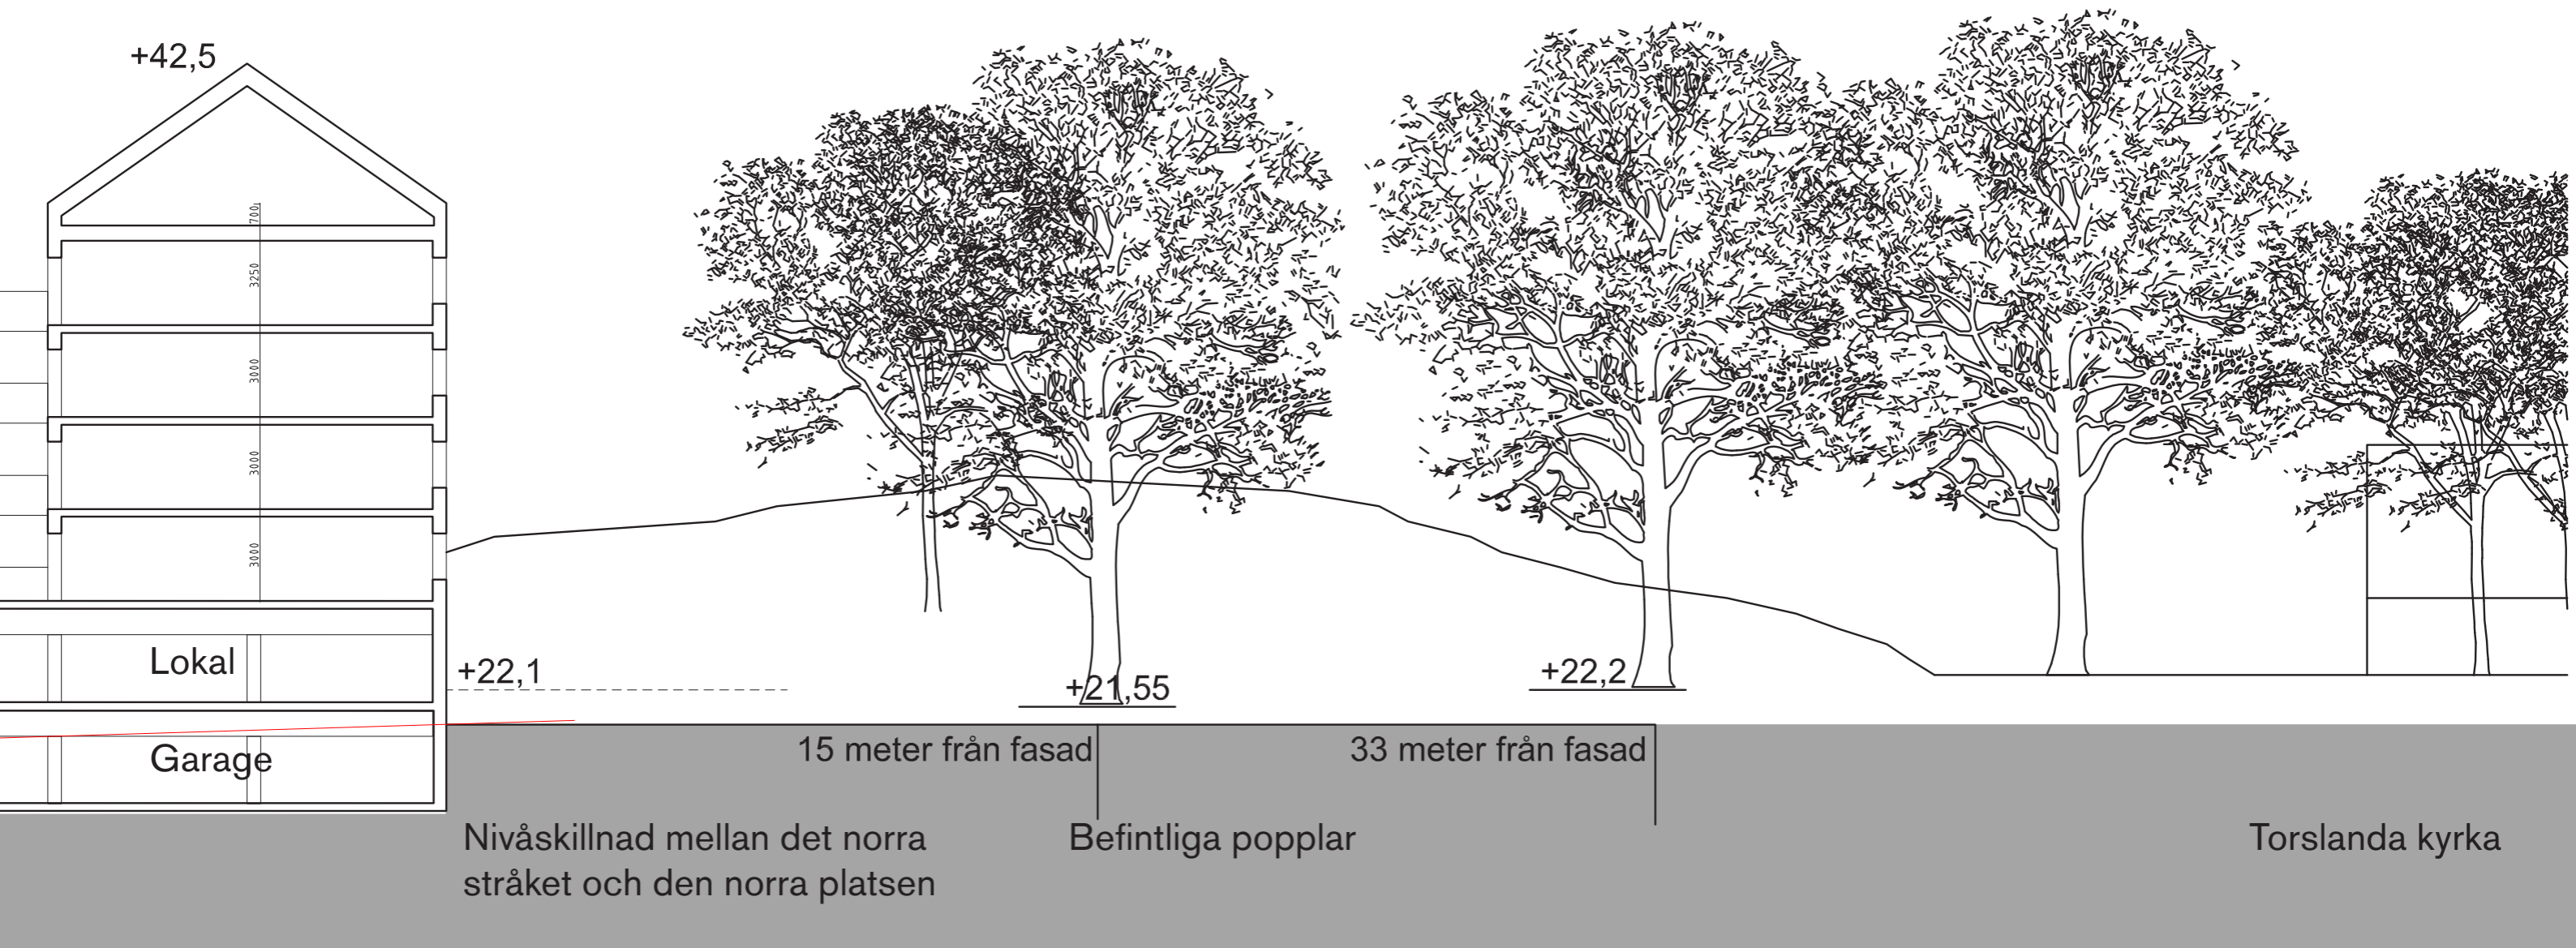 +42,5
700
3250
3000
3000
3000
Lokal
+22,1
+21,55
+22,2
Garage
15 meter från fasad
33 meter från fasad
Nivåskillnad mellan det norra
stråket och den norra platsen
Befintliga popplar
Torslanda kyrka